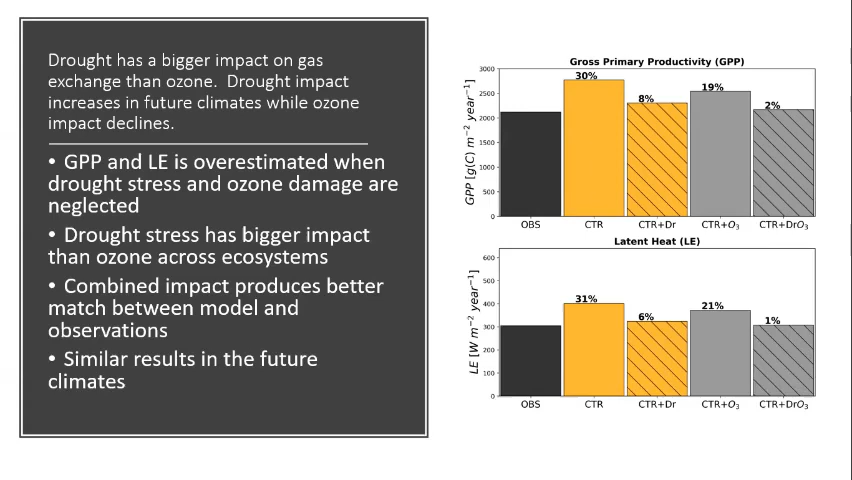 Drought has a bigger impact on gas
exchange than ozone. Drought impact
increases in future climates while ozone
impact declines.
• GPP and LE is overestimated when
drought stress and ozone damage are
neglected
• Drought stress has bigger impact
than ozone across ecosystems
• Combined impact produces better
match between model and
observations
• Similar results in the future
climates
Gross Primary Productivity (GPP)
GPP [g(C) m⁻² year⁻¹]
3000
2500
2000
1500
1000
500
0
30%
8%
19%
2%
OBS CTR CTR+Dr CTR+O₃ CTR+DrO₃
Latent Heat (LE)
LE [W m⁻² year⁻¹]
600
500
400
300
200
100
0
31%
6%
21%
1%
OBS CTR CTR+Dr CTR+O₃ CTR+DrO₃